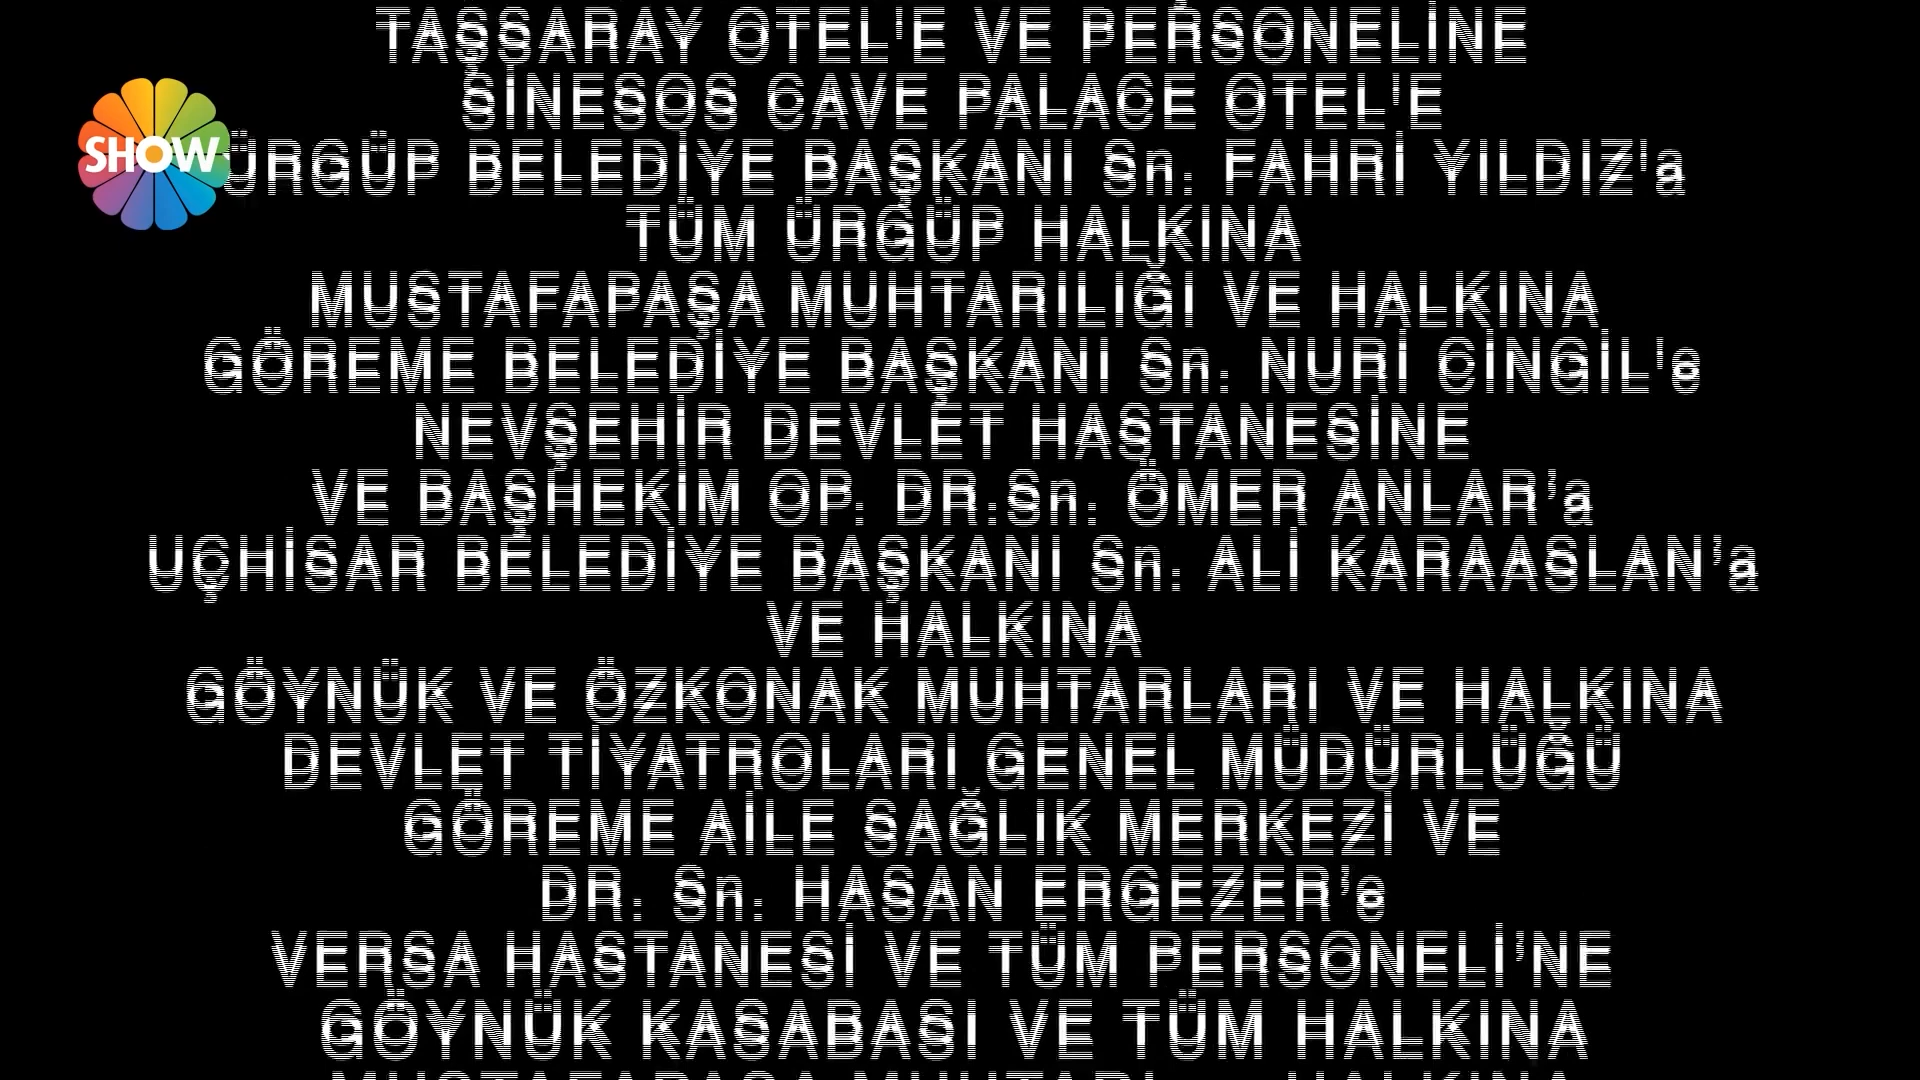 TAŞSARAY OTEL'E VE PERSONELİNE
SİNESOS CAVE PALACE OTEL'E
SHOW
ÜRGÜP BELEDİYE BAŞKANI Sn. FAHRİ YILDIZ'a
TÜM ÜRGÜP HALKINA
MUSTAFAPAŞA MUHTARILIĞI VE HALKINA
GÖREME BELEDİYE BAŞKANI Sn. NURİ CİNGİL'e
NEVŞEHİR DEVLET HASTANESİNE
VE BAŞHEKİM OP. DR.Sn. ÖMER ANLAR'a
UÇHİSAR BELEDİYE BAŞKANI Sn. ALİ KARAASLAN'a
VE HALKINA
GÖYNÜK VE ÖZKONAK MUHTARLARI VE HALKINA
DEVLET TİYATROLARI GENEL MÜDÜRLÜĞÜ
GÖREME AİLE SAĞLIK MERKEZİ VE
DR. Sn. HASAN ERGEZER'e
VERSA HASTANESİ VE TÜM PERSONELİ'NE
GÖYNÜK KASABASI VE TÜM HALKINA